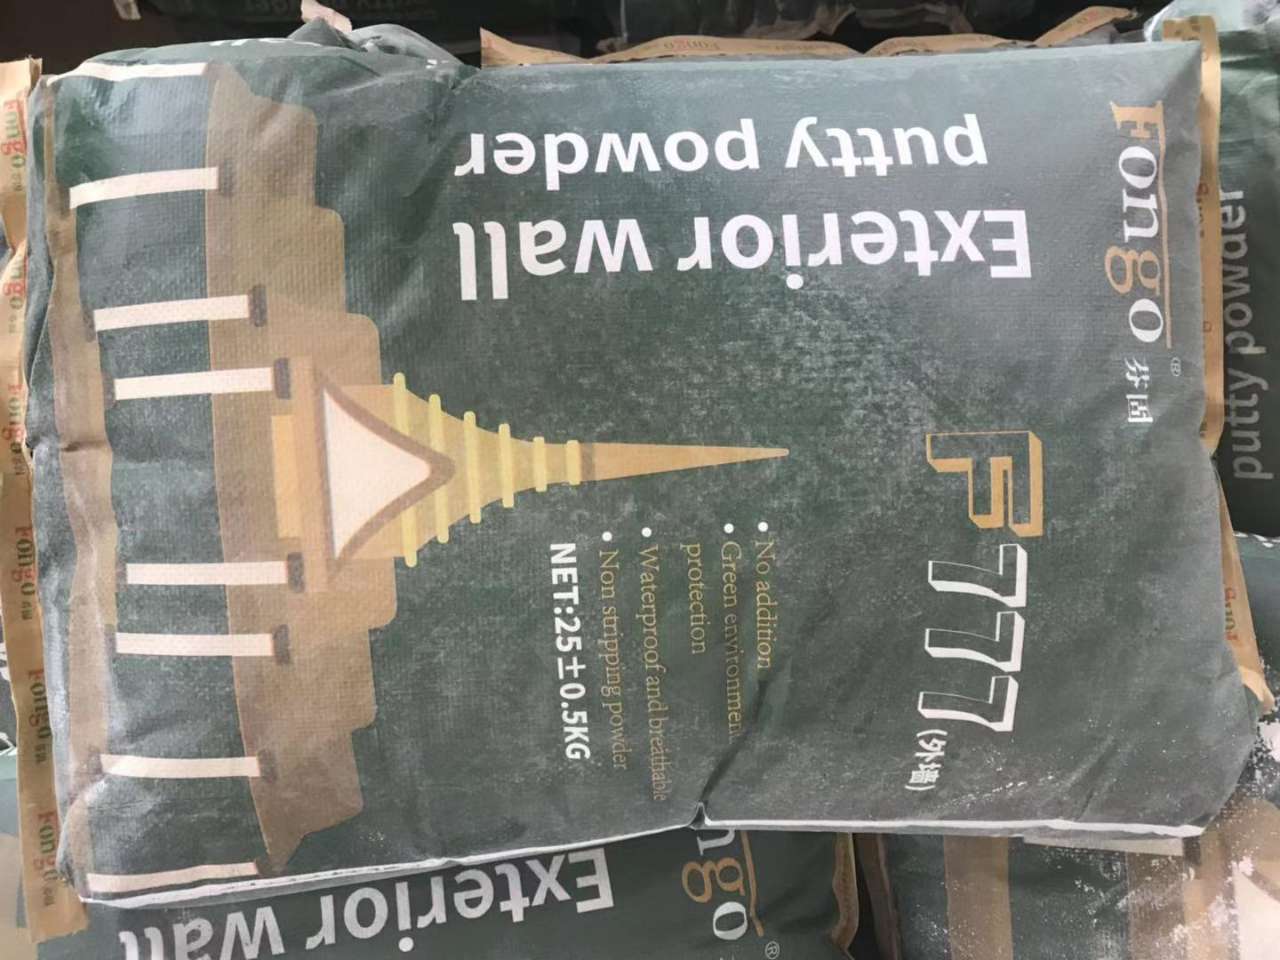 Fongo® 芬固
F777(外墙)
Exterior wall
putty powder
• No addition
• Green environment
protection
• Waterproof and breathable
• Non stripping powder
NET:25±0.5KG
putty powder
Exterior wall
ngo®